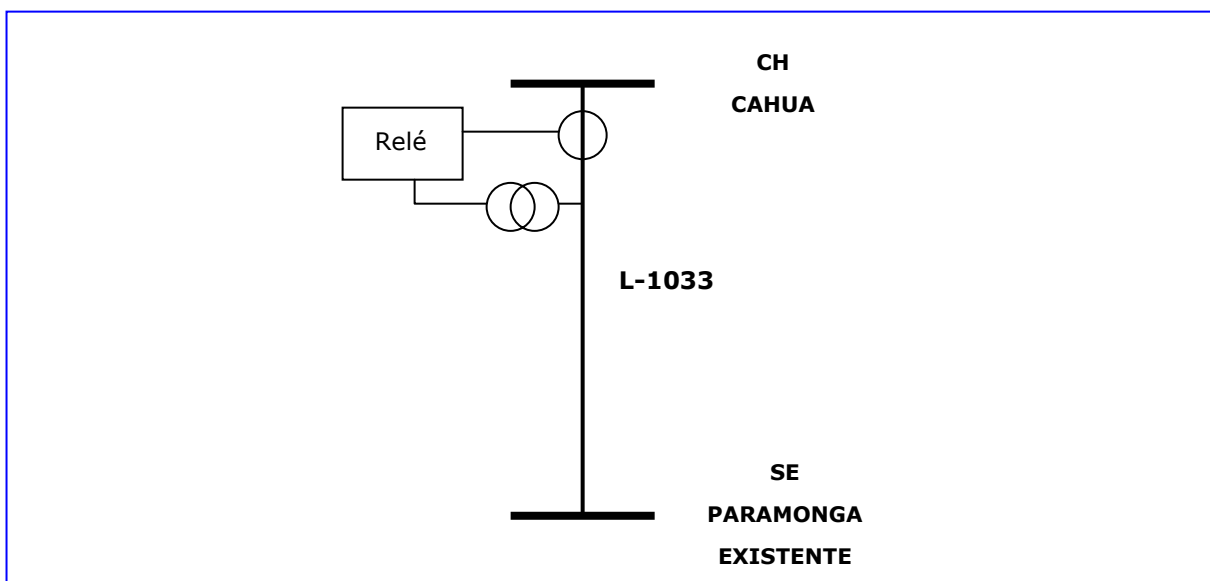 CH
CAHUA
Relé
L-1033
SE
PARAMONGA
EXISTENTE